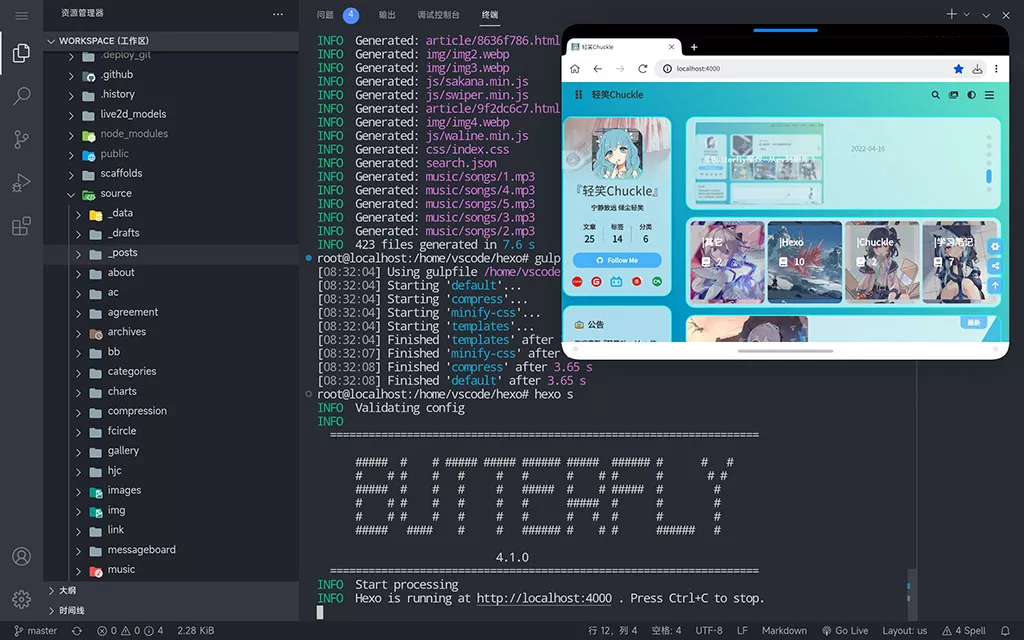 资源管理器
WORKSPACE (工作区)
.deploy_git
.github
.history
live2d_models
node_modules
public
scaffolds
source
_data
_drafts
_posts
about
ac
agreement
archives
bb
categories
charts
compression
fcircle
gallery
hjc
images
img
link
messageboard
music
大纲
时间线
问题 4 输出 调试控制台 终端
INFO Generated: article/8636f786.html
INFO Generated: img/img2.webp
INFO Generated: img/img3.webp
INFO Generated: js/sakana.min.js
INFO Generated: js/swiper.min.js
INFO Generated: article/9f2dc6c7.html
INFO Generated: img/img4.webp
INFO Generated: js/waline.min.js
INFO Generated: css/index.css
INFO Generated: search.json
INFO Generated: music/songs/1.mp3
INFO Generated: music/songs/4.mp3
INFO Generated: music/songs/5.mp3
INFO Generated: music/songs/3.mp3
INFO Generated: music/songs/2.mp3
INFO 423 files generated in 7.6 s
root@localhost:/home/vscode/hexo# gulp
[08:32:04] Using gulpfile /home/vscode
[08:32:04] Starting 'default'...
[08:32:04] Starting 'compress'...
[08:32:04] Starting 'minify-css'...
[08:32:04] Starting 'templates'...
[08:32:04] Finished 'templates' after
[08:32:07] Finished 'minify-css' after
[08:32:08] Finished 'compress' after 3.65 s
[08:32:08] Finished 'default' after 3.65 s
root@localhost:/home/vscode/hexo# hexo s
INFO Validating config
INFO
BUTTERFLY
4.1.0
INFO Start processing
INFO Hexo is running at http://localhost:4000 . Press Ctrl+C to stop.
轻笑Chuckle
localhost:4000
轻笑Chuckle
『轻笑Chuckle』
宁静致远 倾尘轻笑
文章 标签 分类
25 14 6
Follow Me
公告
2022-04-16
|其它
2
|Hexo
10
|Chuckle
2
|学习笔记
7
最新
master 0 0 4 2.28 KiB 行 12，列 4 空格: 4 UTF-8 LF Markdown Go Live Layout: us 4 Spell